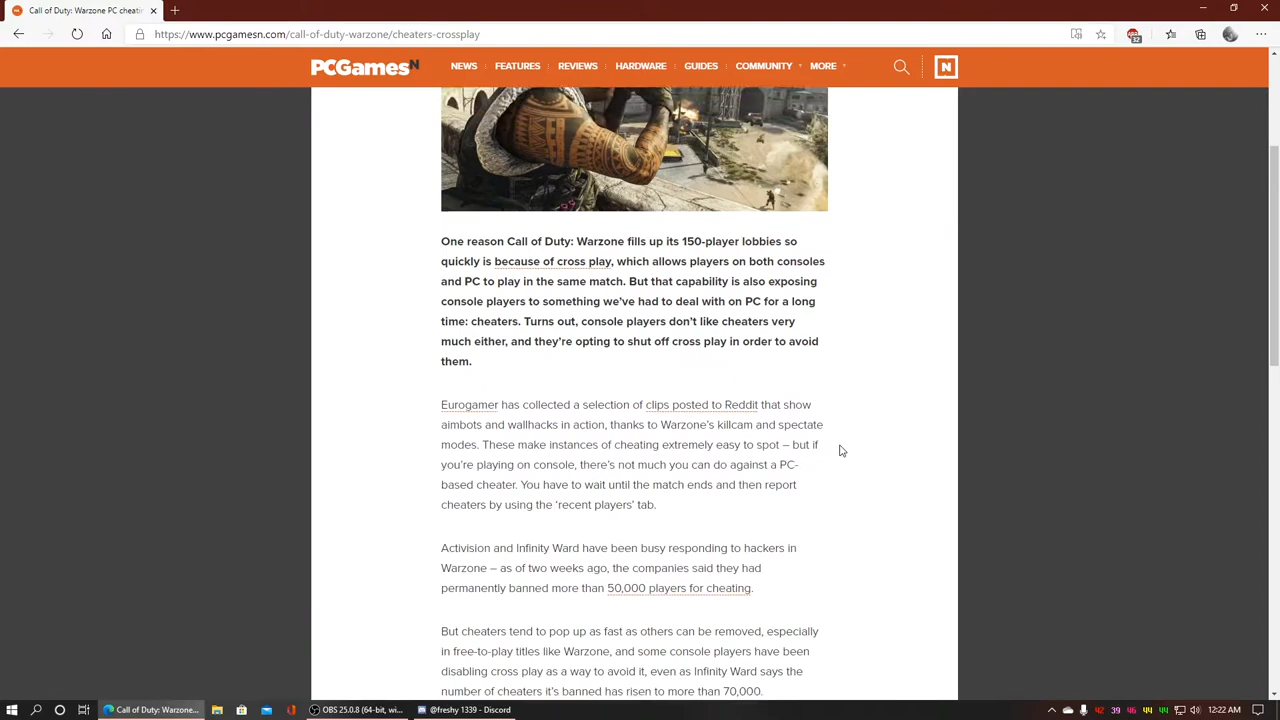 Call of Duty: Warzone PC cheatin
https://www.pcgamesn.com/call-of-duty-warzone/cheaters-crossplay
32
PCGamesN
NEWS
FEATURES
REVIEWS
HARDWARE
GUIDES
COMMUNITY
MORE
N
One reason Call of Duty: Warzone fills up its 150-player lobbies so
quickly is because of cross play, which allows players on both consoles
and PC to play in the same match. But that capability is also exposing
console players to something we've had to deal with on PC for a long
time: cheaters. Turns out, console players don't like cheaters very
much either, and they're opting to shut off cross play in order to avoid
them.
Eurogamer has collected a selection of clips posted to Reddit that show
aimbots and wallhacks in action, thanks to Warzone's killcam and spectate
modes. These make instances of cheating extremely easy to spot – but if
you're playing on console, there's not much you can do against a PC-
based cheater. You have to wait until the match ends and then report
cheaters by using the 'recent players' tab.
Activision and Infinity Ward have been busy responding to hackers in
Warzone – as of two weeks ago, the companies said they had
permanently banned more than 50,000 players for cheating.
But cheaters tend to pop up as fast as others can be removed, especially
in free-to-play titles like Warzone, and some console players have been
disabling cross play as a way to avoid it, even as Infinity Ward says the
number of cheaters it's banned has risen to more than 70,000.
Call of Duty: Warzone...
OBS 25.0.8 (64-bit, wi...
@freshy 1339 - Discord
42
39
46
44
44
12:22 AM